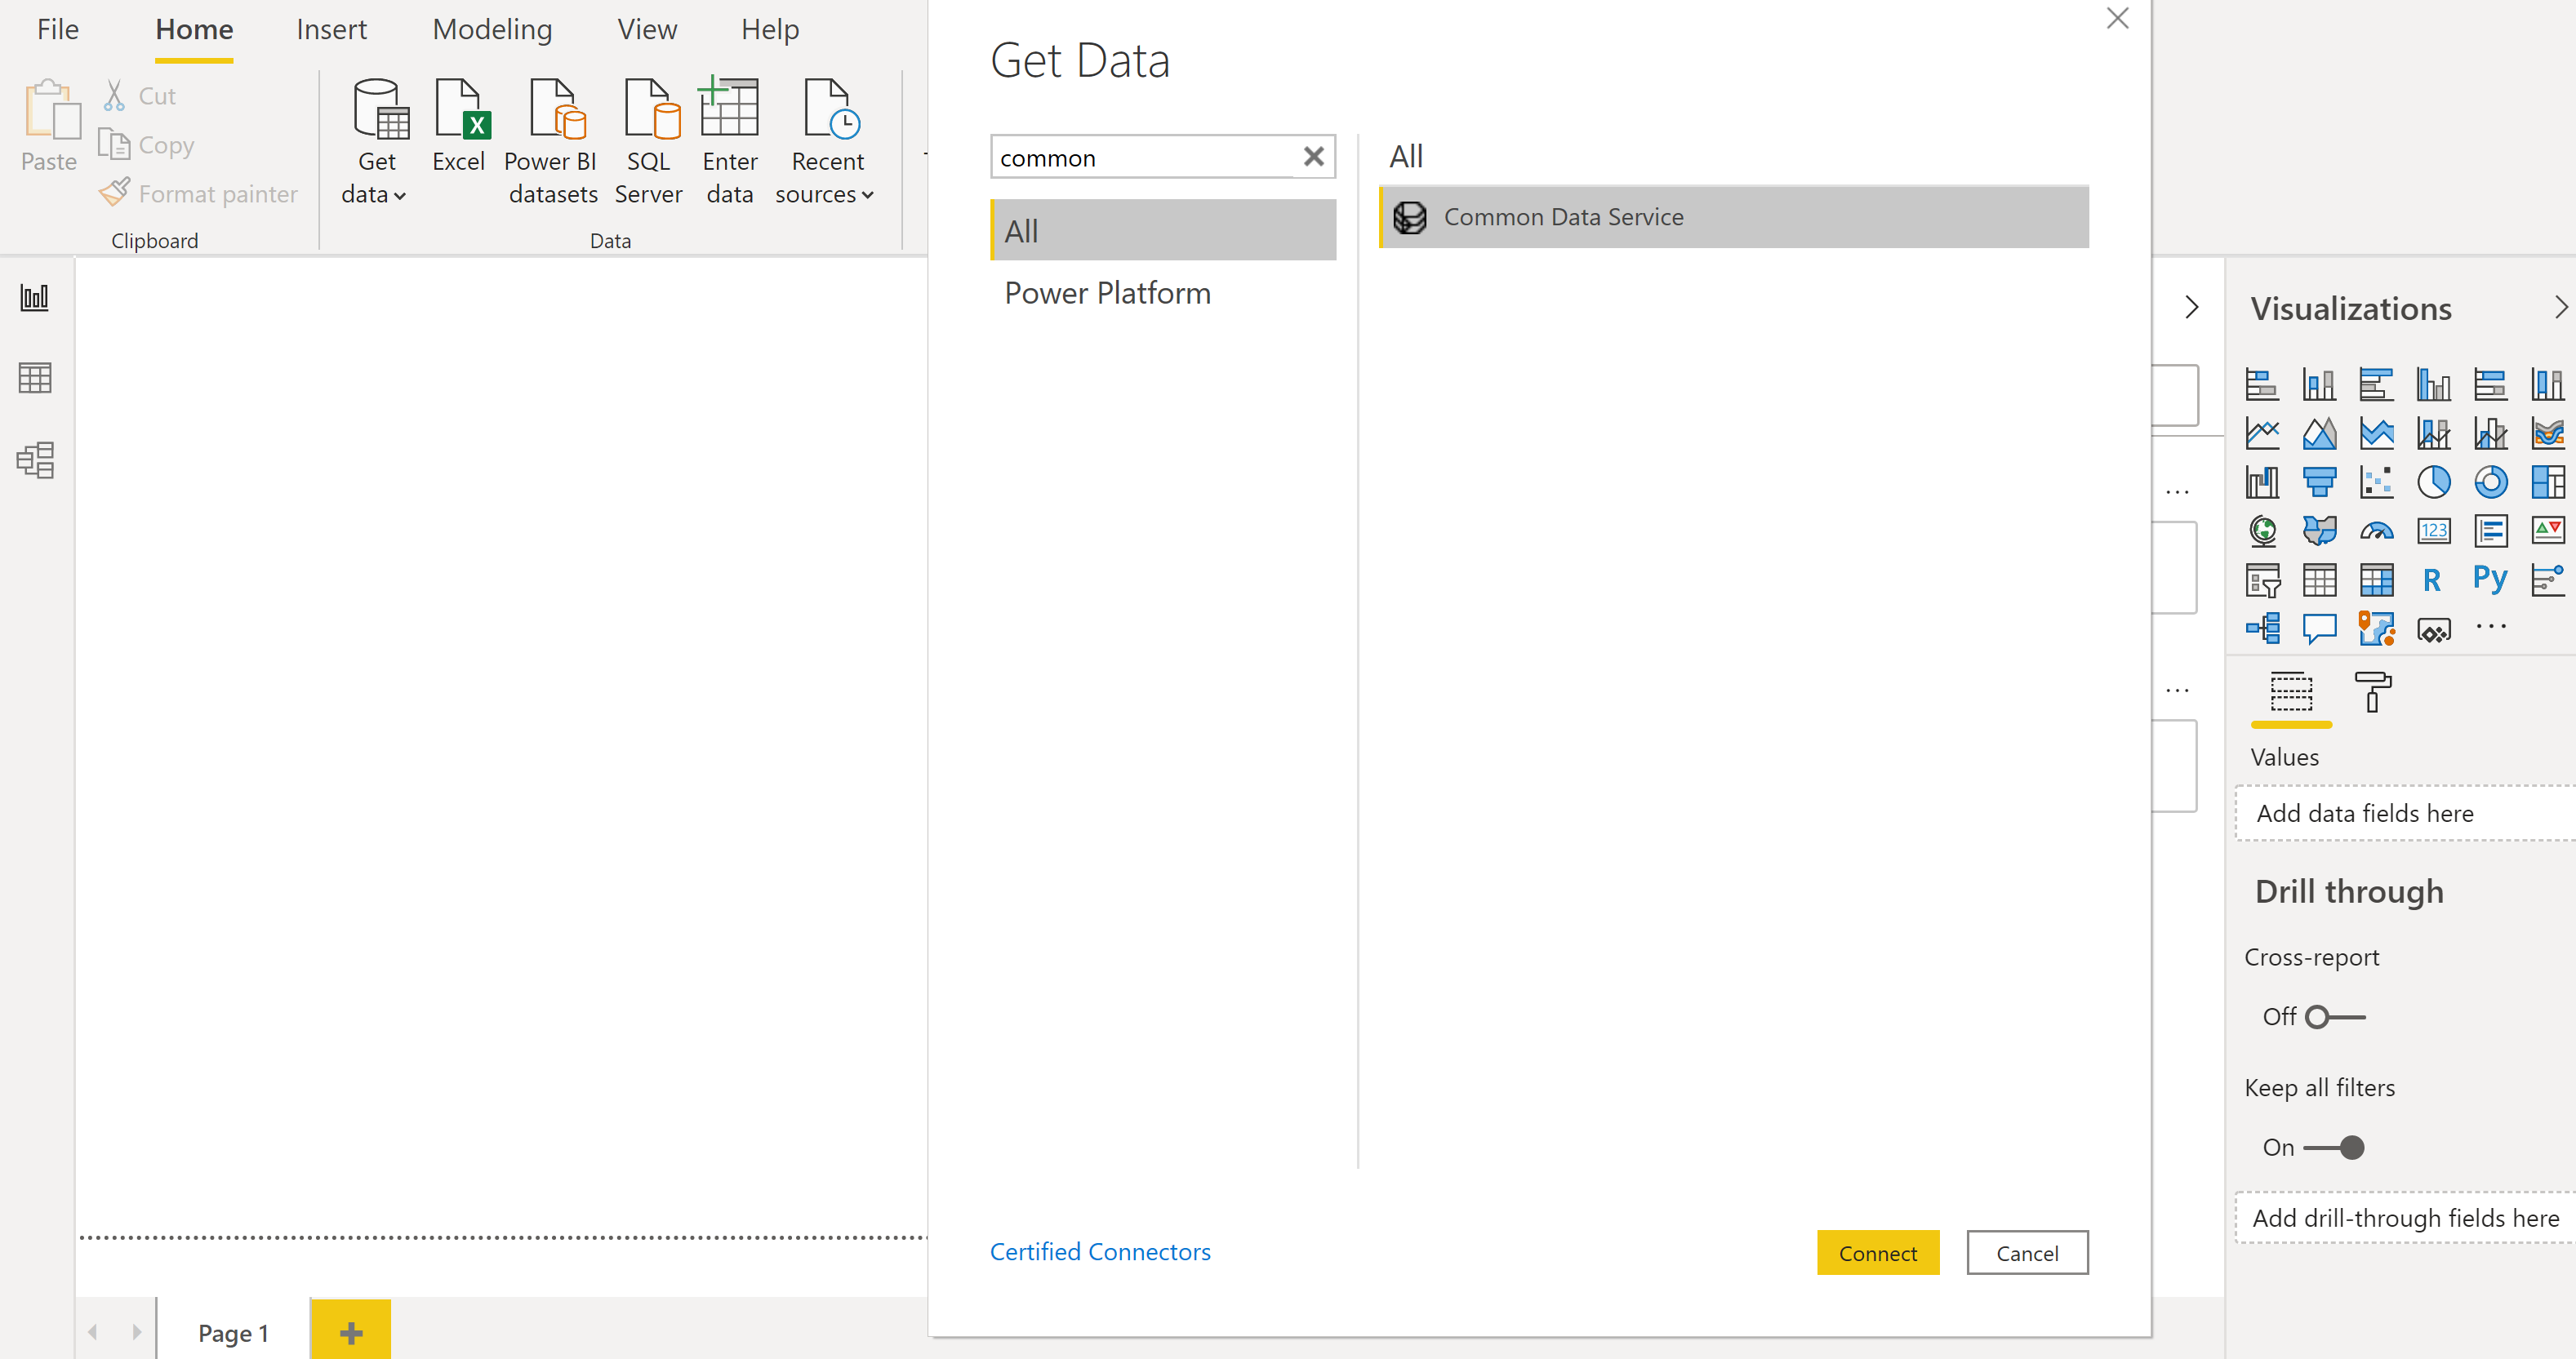 File
Home
Insert
Modeling
View
Help
Paste
Cut
Copy
Format painter
Clipboard
Get data
Excel
Power BI datasets
SQL Server
Enter data
Recent sources
Data
Get Data
common
All
Power Platform
All
Common Data Service
Certified Connectors
Connect
Cancel
Visualizations
123
R
Py
Values
Add data fields here
Drill through
Cross-report
Off
Keep all filters
On
Add drill-through fields here
Page 1